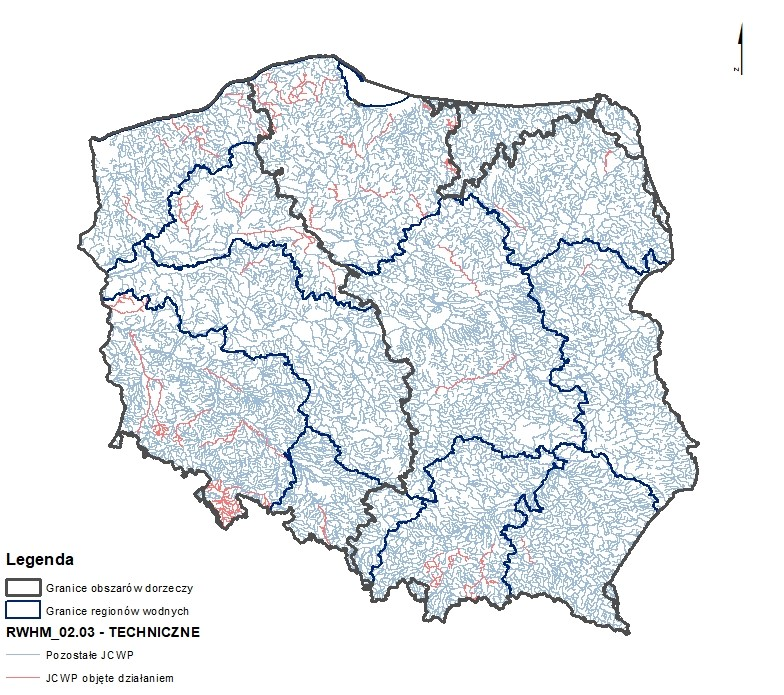 z
Legenda
Granice obszarów dorzeczy
Granice regionów wodnych
RWHM_02.03 - TECHNICZNE
Pozostałe JCWP
JCWP objęte działaniem